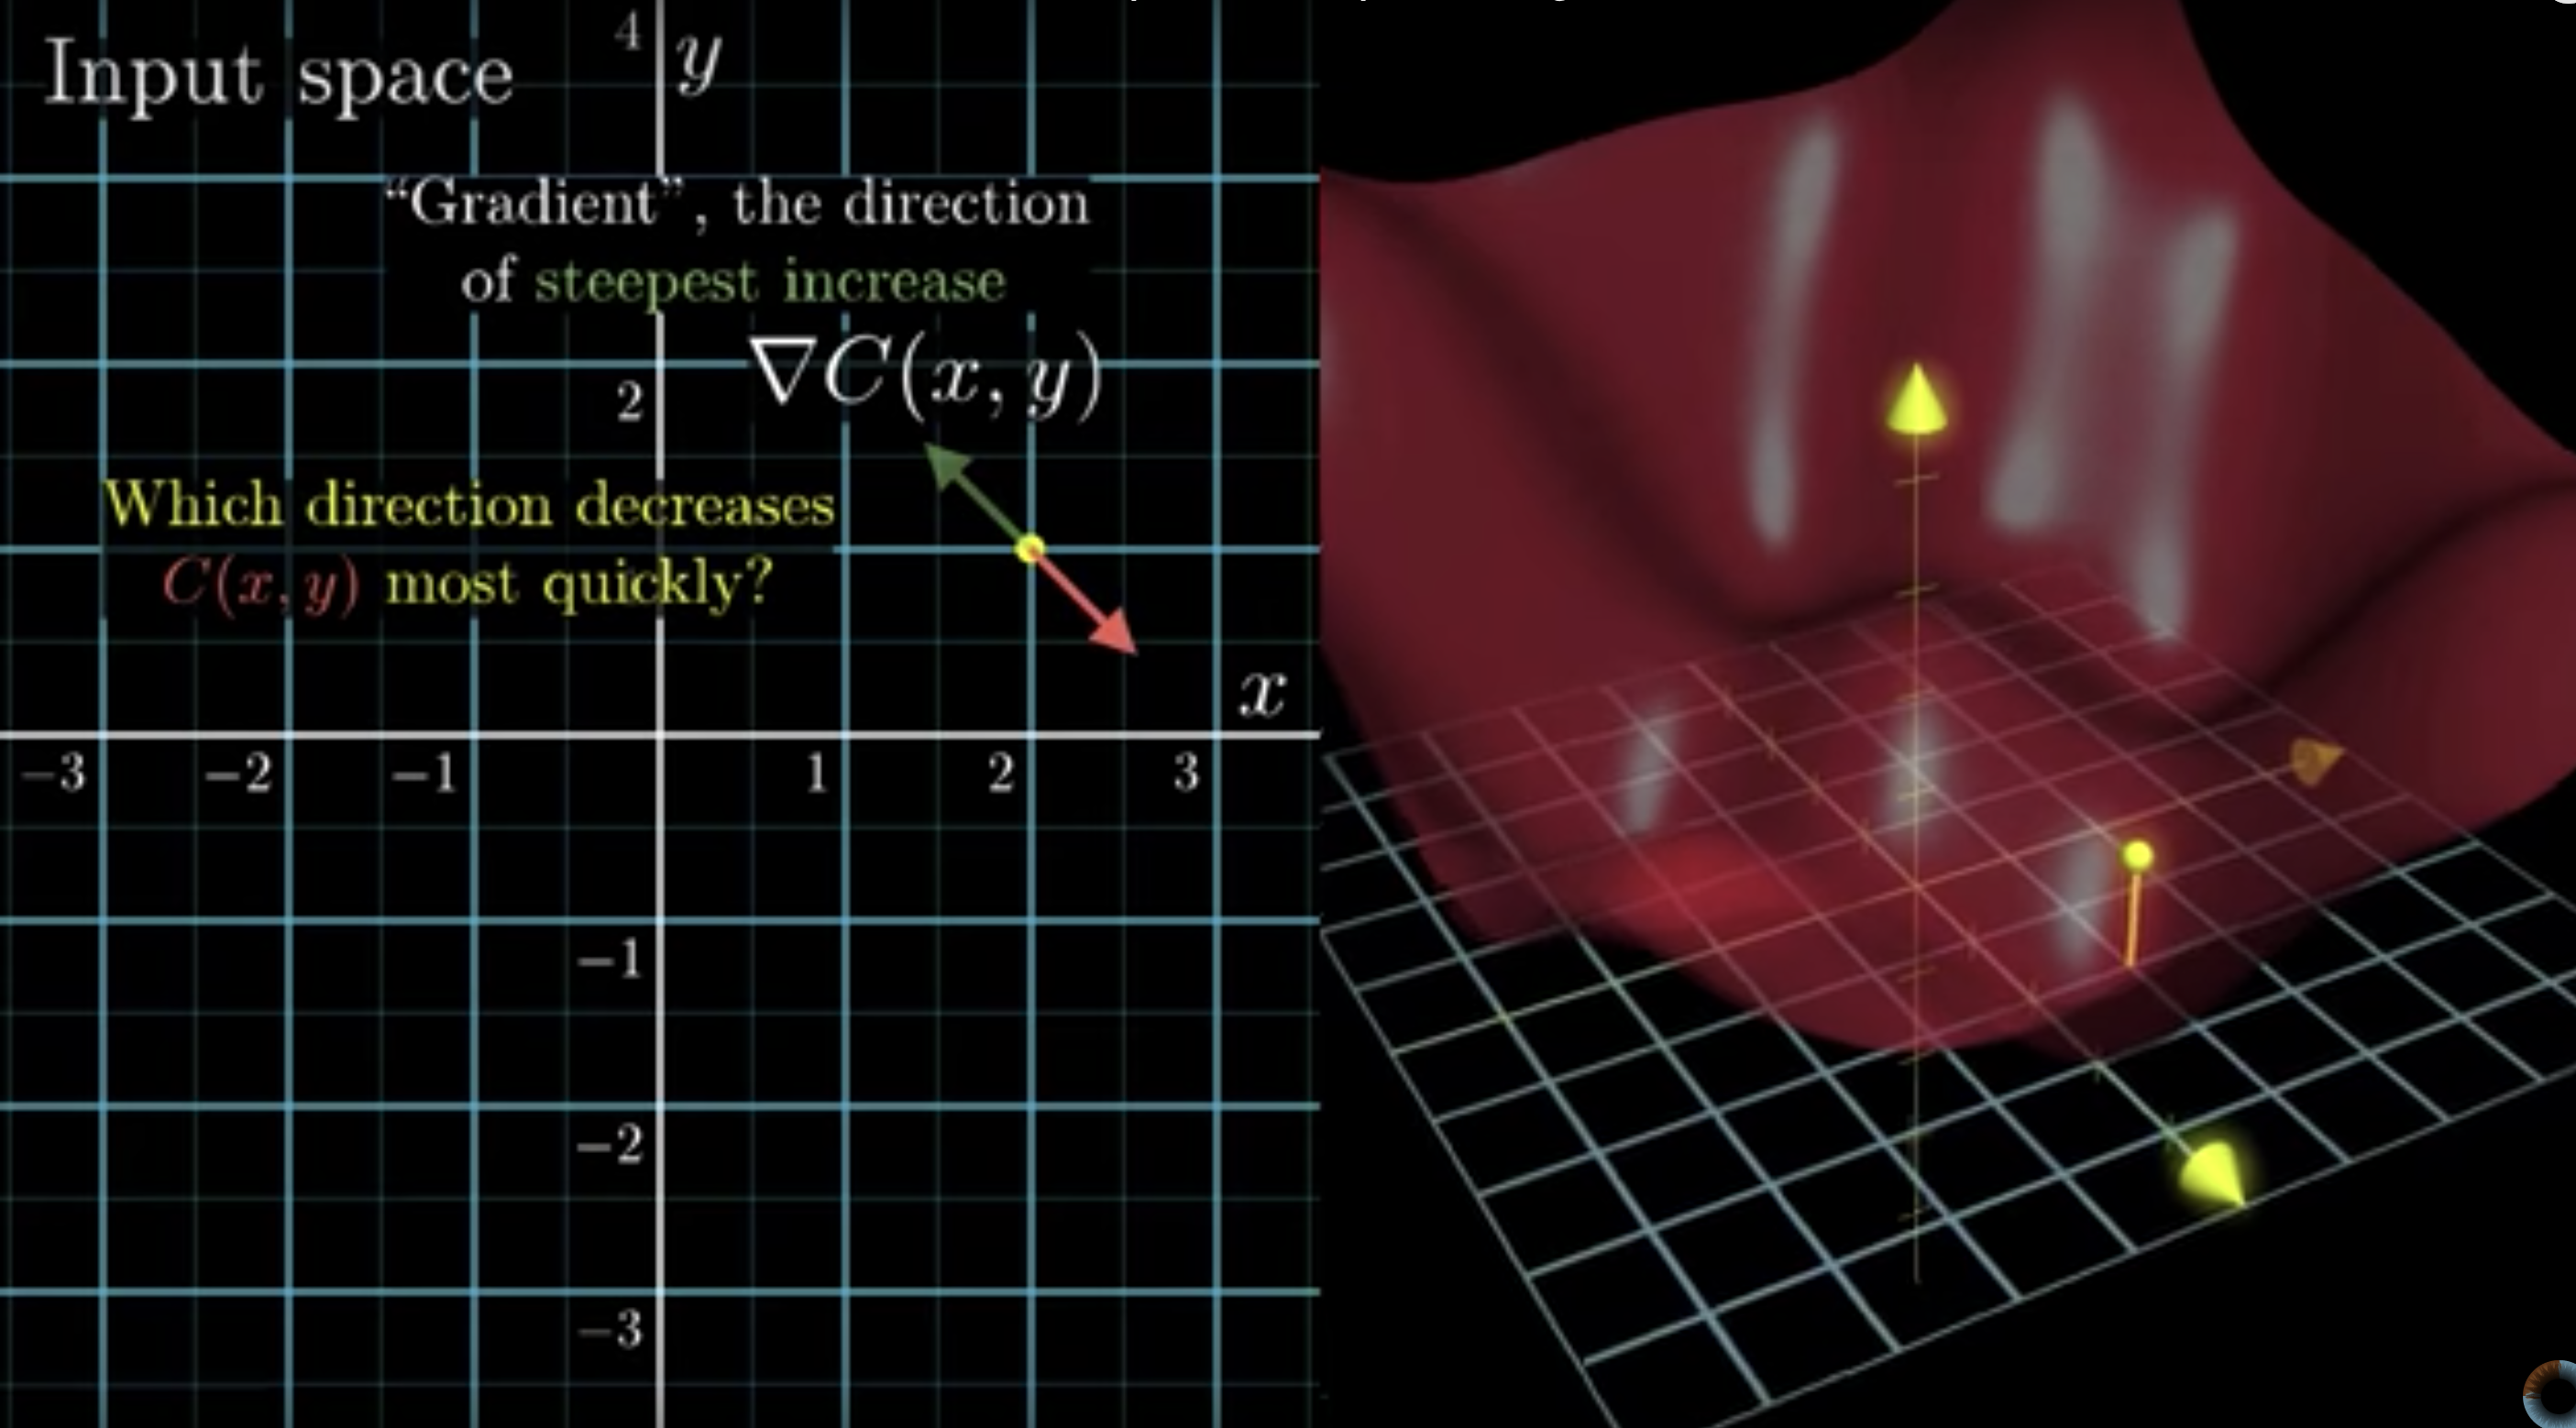 Input space
4
y
“Gradient”, the direction
of steepest increase
∇C(x, y)
2
Which direction decreases
C(x, y) most quickly?
x
−3 −2 −1 1 2 3
−1
−2
−3